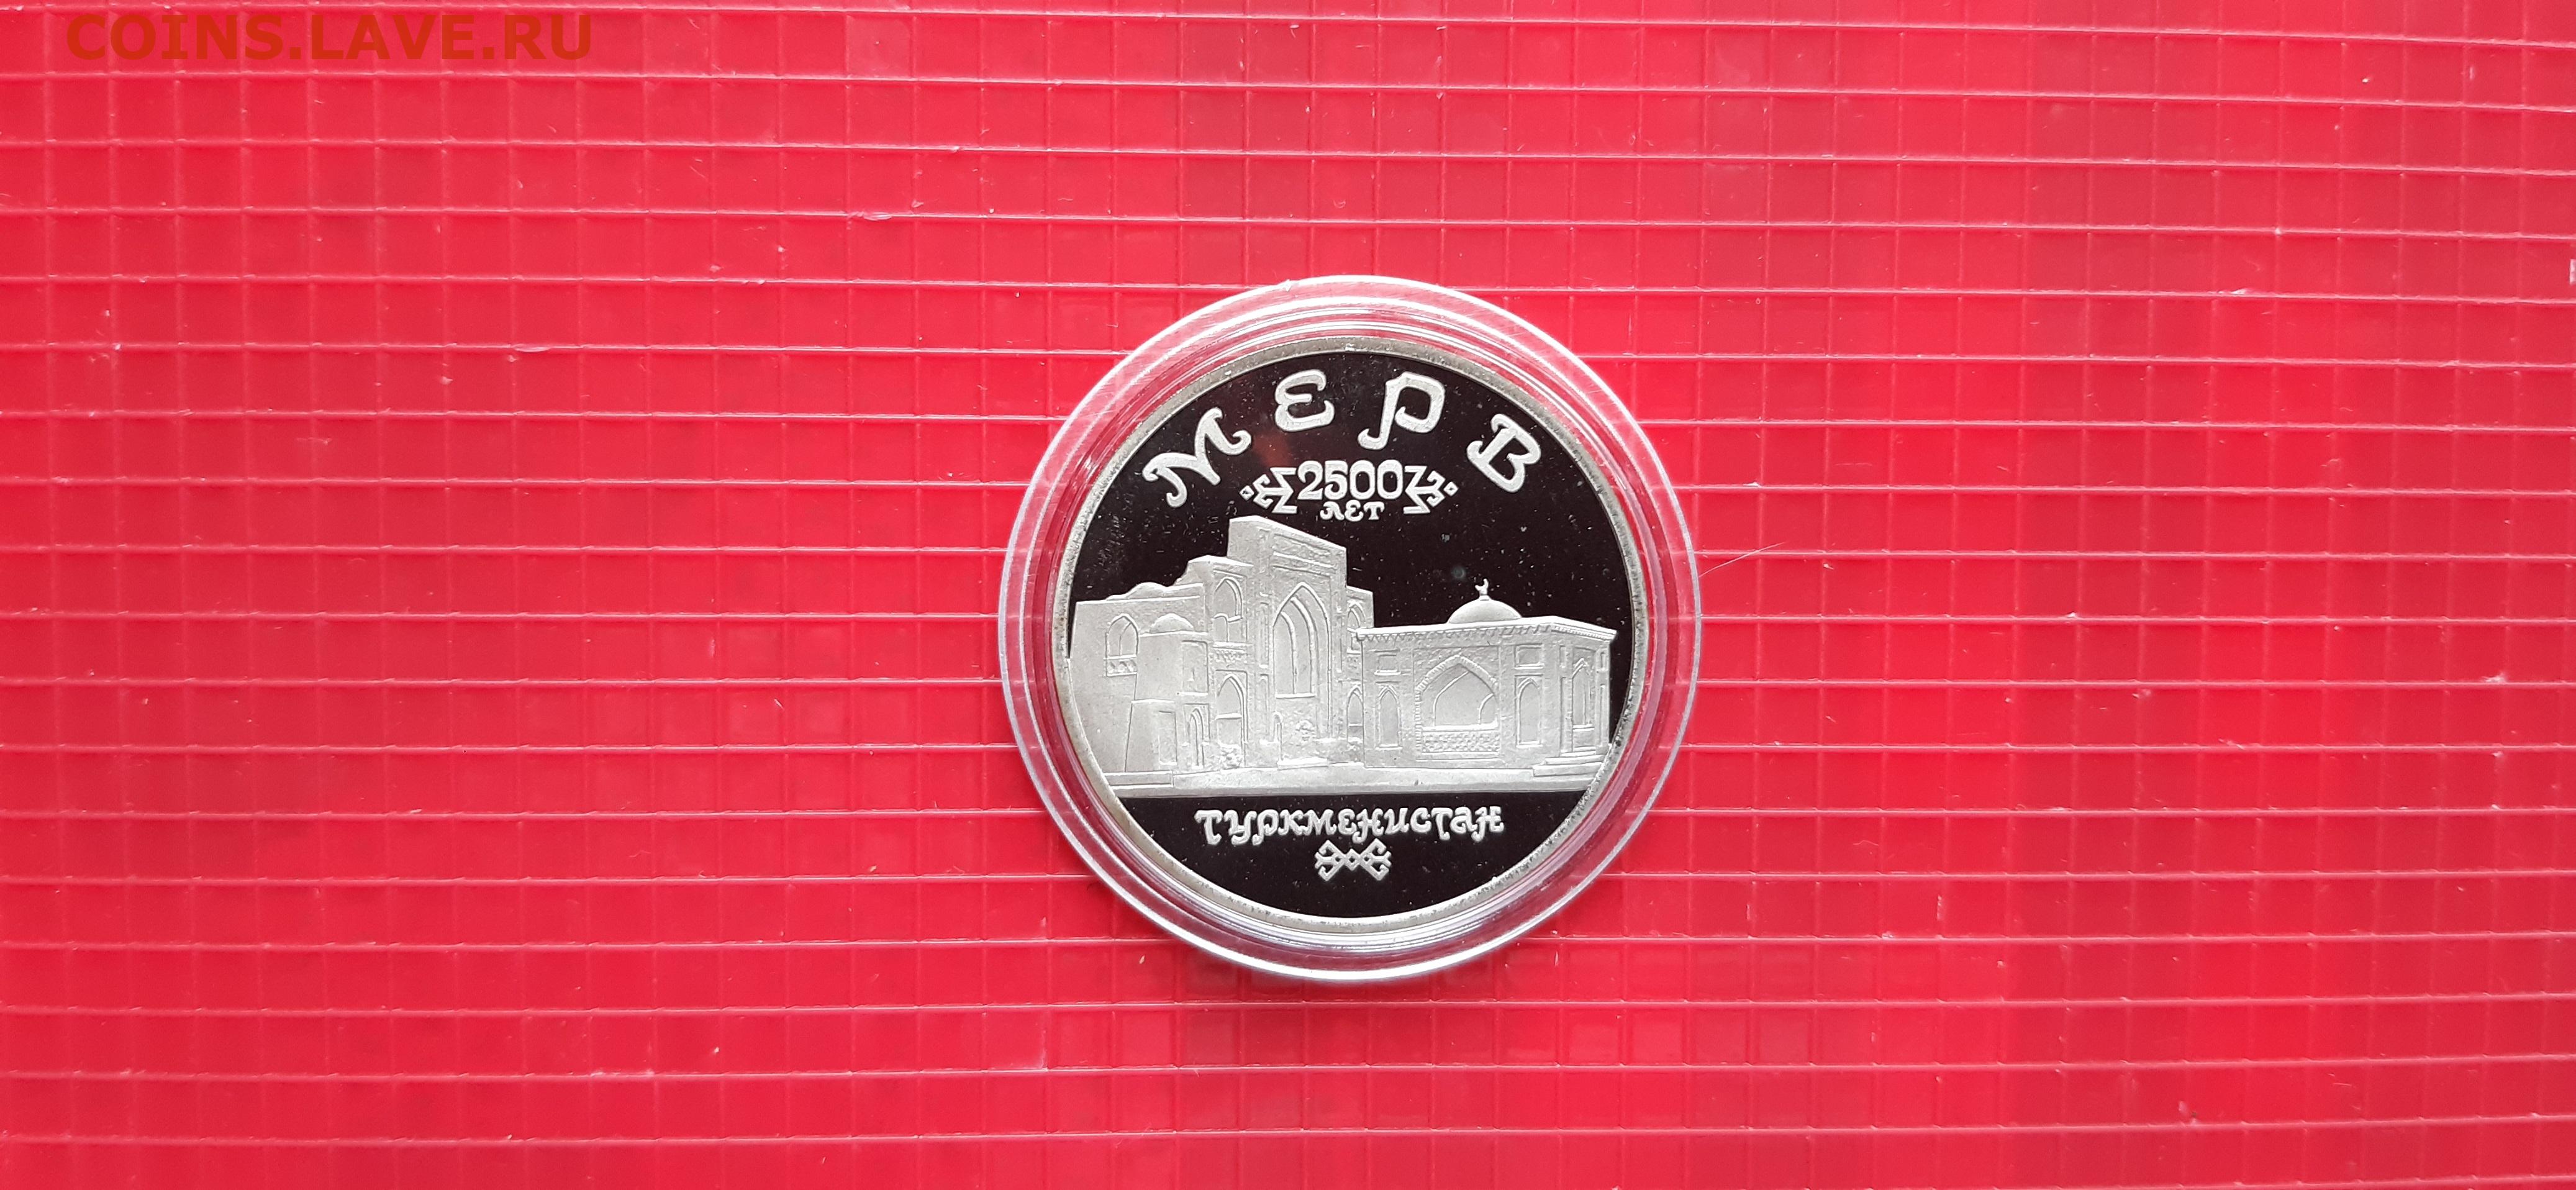 COINS.LAVE.RU
МЕРВ
2500
ЛЕТ
ТУРКМЕНИСТАН